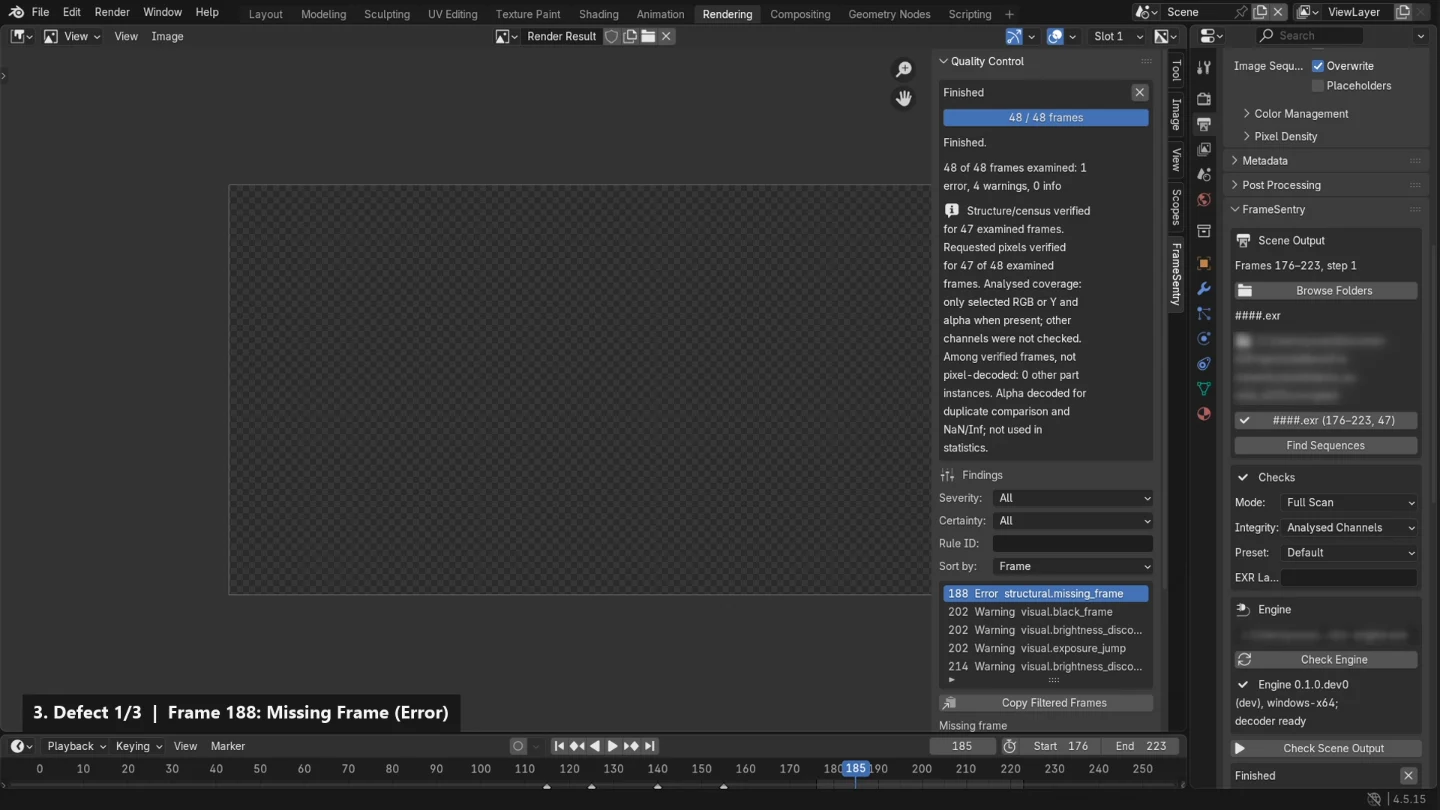 File Edit Render Window Help Layout Modeling Sculpting UV Editing Texture Paint Shading Animation Rendering Compositing Geometry Nodes Scripting + Scene ViewLayer
View View Image Render Result Slot 1 Search
Quality Control
Finished
48 / 48 frames
Finished.
48 of 48 frames examined: 1
error, 4 warnings, 0 info
Structure/census verified
for 47 examined frames.
Requested pixels verified
for 47 of 48 examined
frames. Analysed coverage:
only selected RGB or Y and
alpha when present; other
channels were not checked.
Among verified frames, not
pixel-decoded: 0 other part
instances. Alpha decoded for
duplicate comparison and
NaN/Inf; not used in
statistics.
Findings
Severity: All
Certainty: All
Rule ID:
Sort by: Frame
188 Error structural.missing_frame
202 Warning visual.black_frame
202 Warning visual.brightness_disco...
202 Warning visual.exposure_jump
214 Warning visual.brightness_disco...
Copy Filtered Frames
Missing frame
Tool
Image
View
Scopes
FrameSentry
Image Sequ... Overwrite
Placeholders
Color Management
Pixel Density
Metadata
Post Processing
FrameSentry
Scene Output
Frames 176–223, step 1
Browse Folders
####.exr
####.exr (176–223, 47)
Find Sequences
Checks
Mode: Full Scan
Integrity: Analysed Channels
Preset: Default
EXR La...
Engine
Check Engine
Engine 0.1.0.dev0
(dev), windows-x64;
decoder ready
Check Scene Output
Finished
3. Defect 1/3 | Frame 188: Missing Frame (Error)
Playback Keying View Marker 185 Start 176 End 223
0 10 20 30 40 50 60 70 80 90 100 110 120 130 140 150 160 170 180 185 190 200 210 220 230 240 250
4.5.15